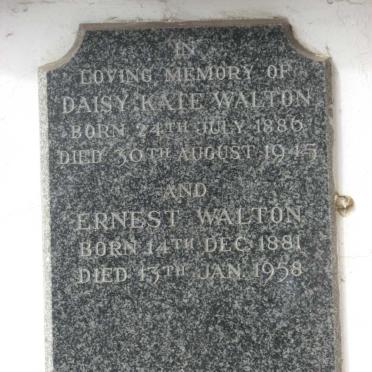 IN
LOVING MEMORY OF
DAISY KATE WALTON
BORN 24TH JULY 1886
DIED 30TH AUGUST 1945
AND
ERNEST WALTON
BORN 14TH DEC. 1881
DIED 13TH JAN. 1958